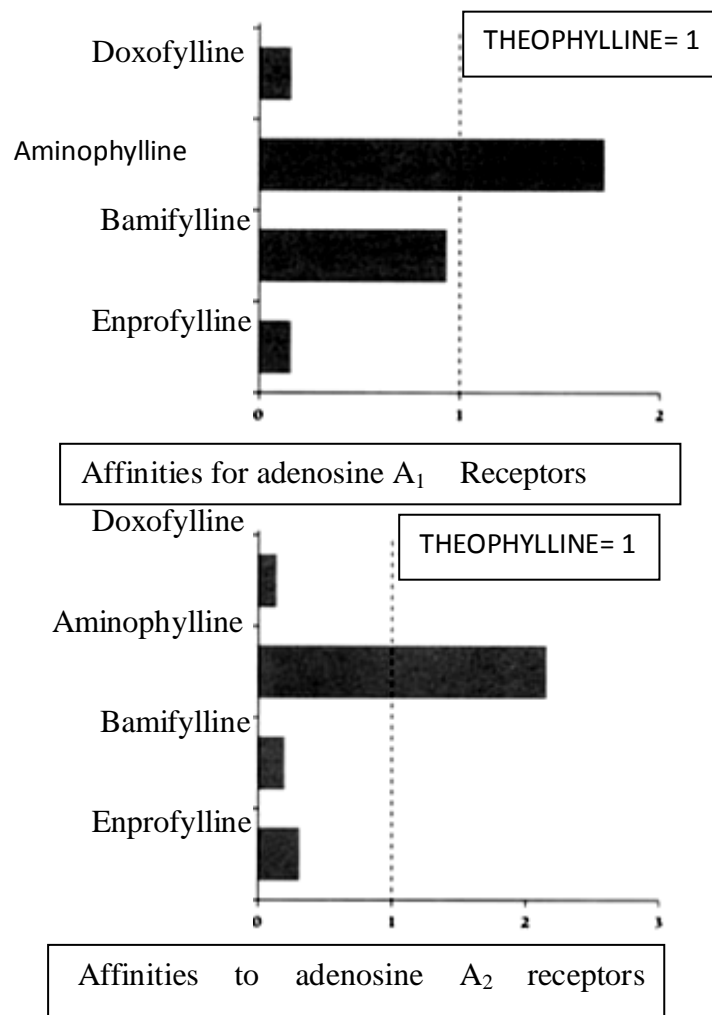 THEOPHYLLINE= 1
Doxofylline
Aminophylline
Bamifylline
Enprofylline
0 1 2
Affinities for adenosine A₁ Receptors
Doxofylline
THEOPHYLLINE= 1
Aminophylline
Bamifylline
Enprofylline
0 1 2 3
Affinities to adenosine A₂ receptors